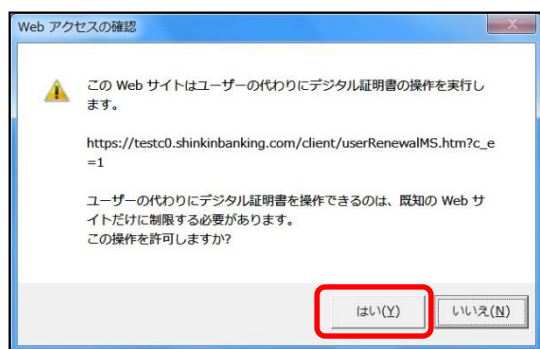 Web アクセスの確認
この Web サイトはユーザーの代わりにデジタル証明書の操作を実行し
ます。
https://testc0.shinkinbanking.com/client/userRenewalMS.htm?c_e
=1
ユーザーの代わりにデジタル証明書を操作できるのは、既知の Web サ
イトだけに制限する必要があります。
この操作を許可しますか?
はい(Y) いいえ(N)